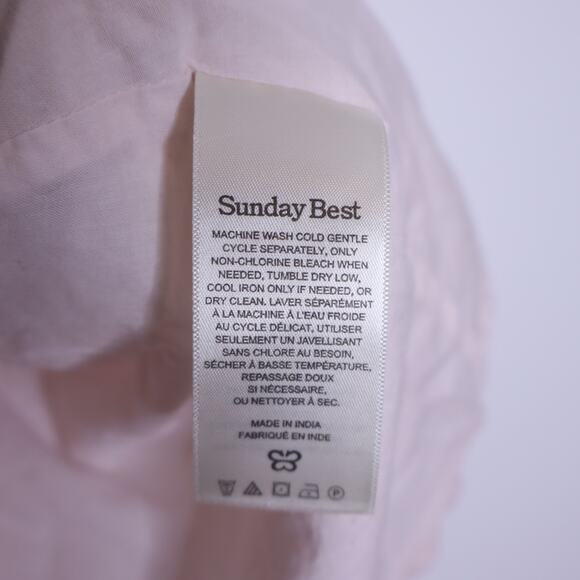 Sunday Best
MACHINE WASH COLD GENTLE
CYCLE SEPARATELY, ONLY
NON-CHLORINE BLEACH WHEN
NEEDED, TUMBLE DRY LOW,
COOL IRON ONLY IF NEEDED, OR
DRY CLEAN. LAVER SÉPARÉMENT
À LA MACHINE À L'EAU FROIDE
AU CYCLE DÉLICAT, UTILISER
SEULEMENT UN JAVELLISANT
SANS CHLORE AU BESOIN,
SÉCHER À BASSE TEMPÉRATURE,
REPASSAGE DOUX
SI NÉCESSAIRE,
OU NETTOYER À SEC.
MADE IN INDIA
FABRIQUÉ EN INDE
P